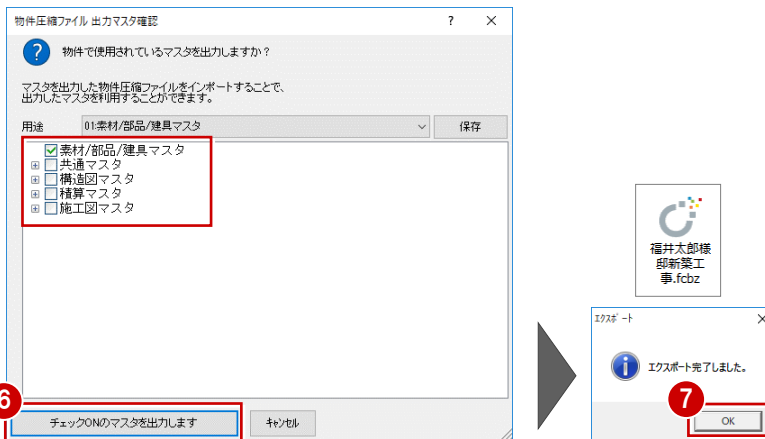 物件圧縮ファイル 出力マスタ確認
? ×
? 物件で使用されているマスタを出力しますか?
マスタを出力した物件圧縮ファイルをインポートすることで、
出力したマスタを利用することができます。
用途 01:素材/部品/建具マスタ 保存
素材/部品/建具マスタ
共通マスタ
構造図マスタ
積算マスタ
施工図マスタ
6
チェックONのマスタを出力します キャンセル
福井太郎様
邸新築工
事.fcbz
エクスポート ×
i エクスポート完了しました。
7
OK